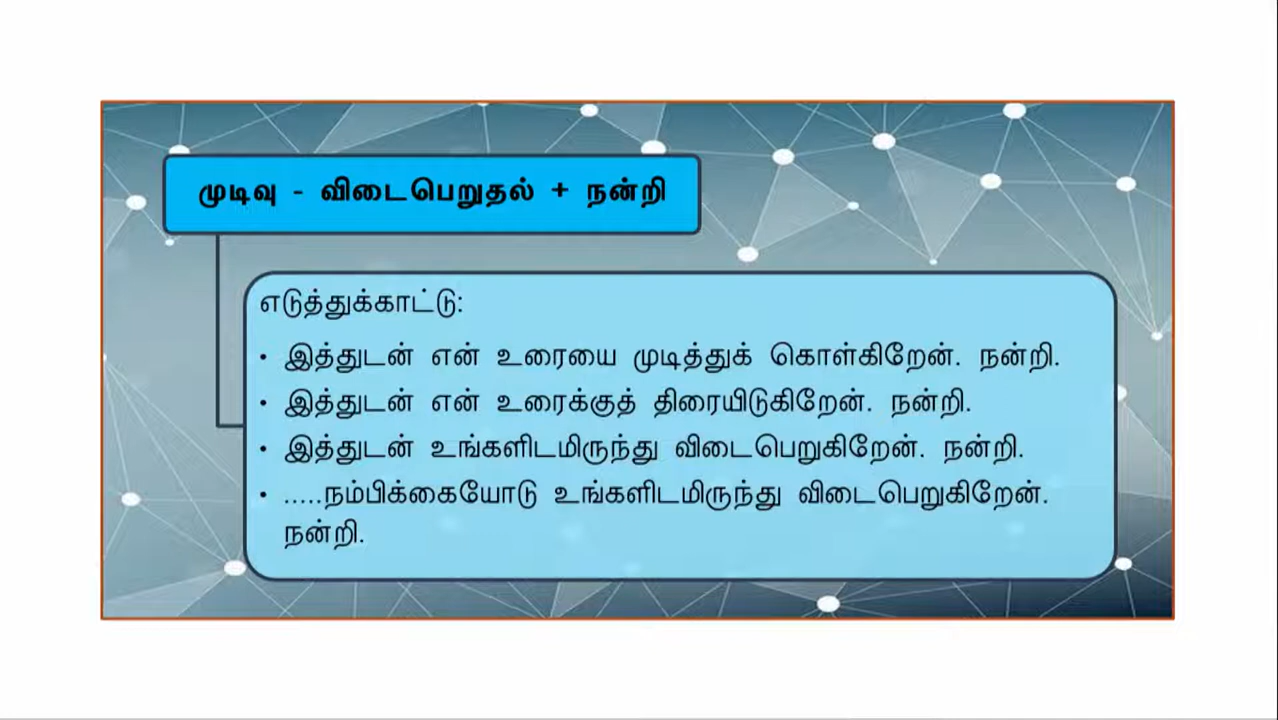 முடிவு - விடைபெறுதல் + நன்றி
எடுத்துக்காட்டு:
• இத்துடன் என் உரையை முடித்துக் கொள்கிறேன். நன்றி.
• இத்துடன் என் உரைக்குத் திரையிடுகிறேன். நன்றி.
• இத்துடன் உங்களிடமிருந்து விடைபெறுகிறேன். நன்றி.
• .....நம்பிக்கையோடு உங்களிடமிருந்து விடைபெறுகிறேன்.
நன்றி.